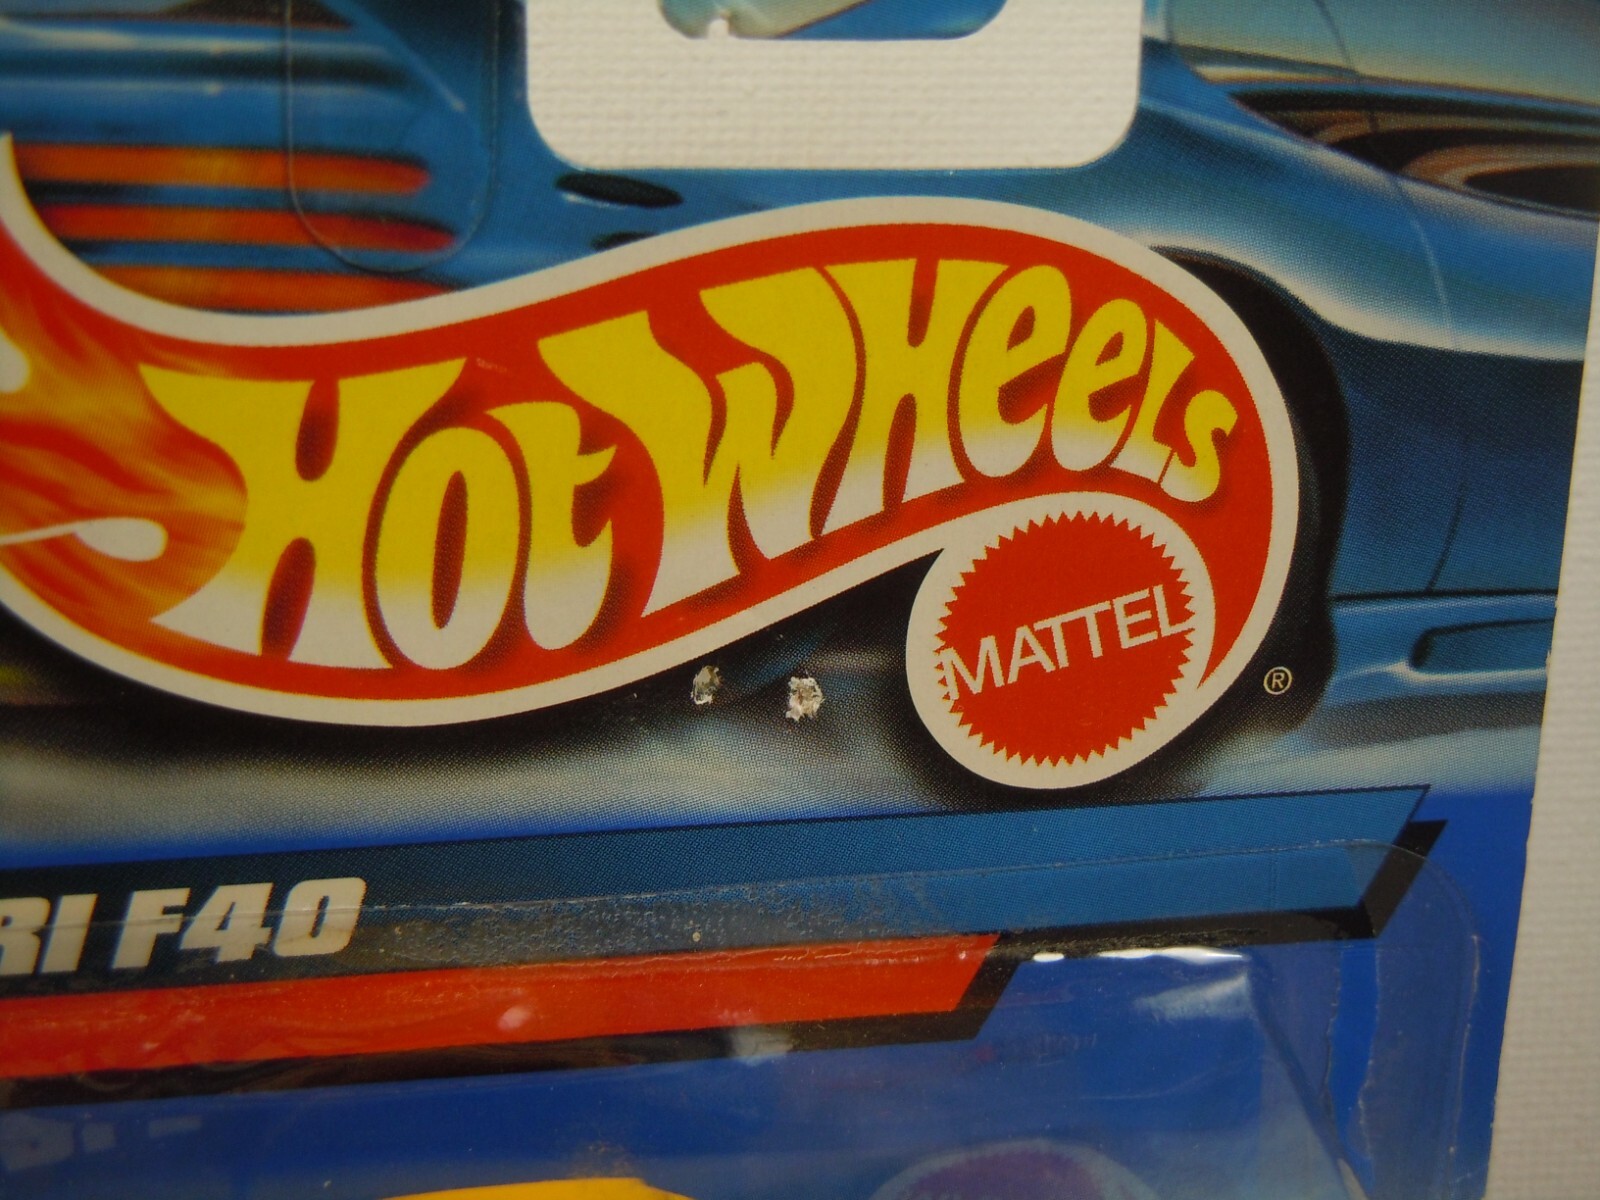 Hot Wheels
MATTEL
®
RI F40